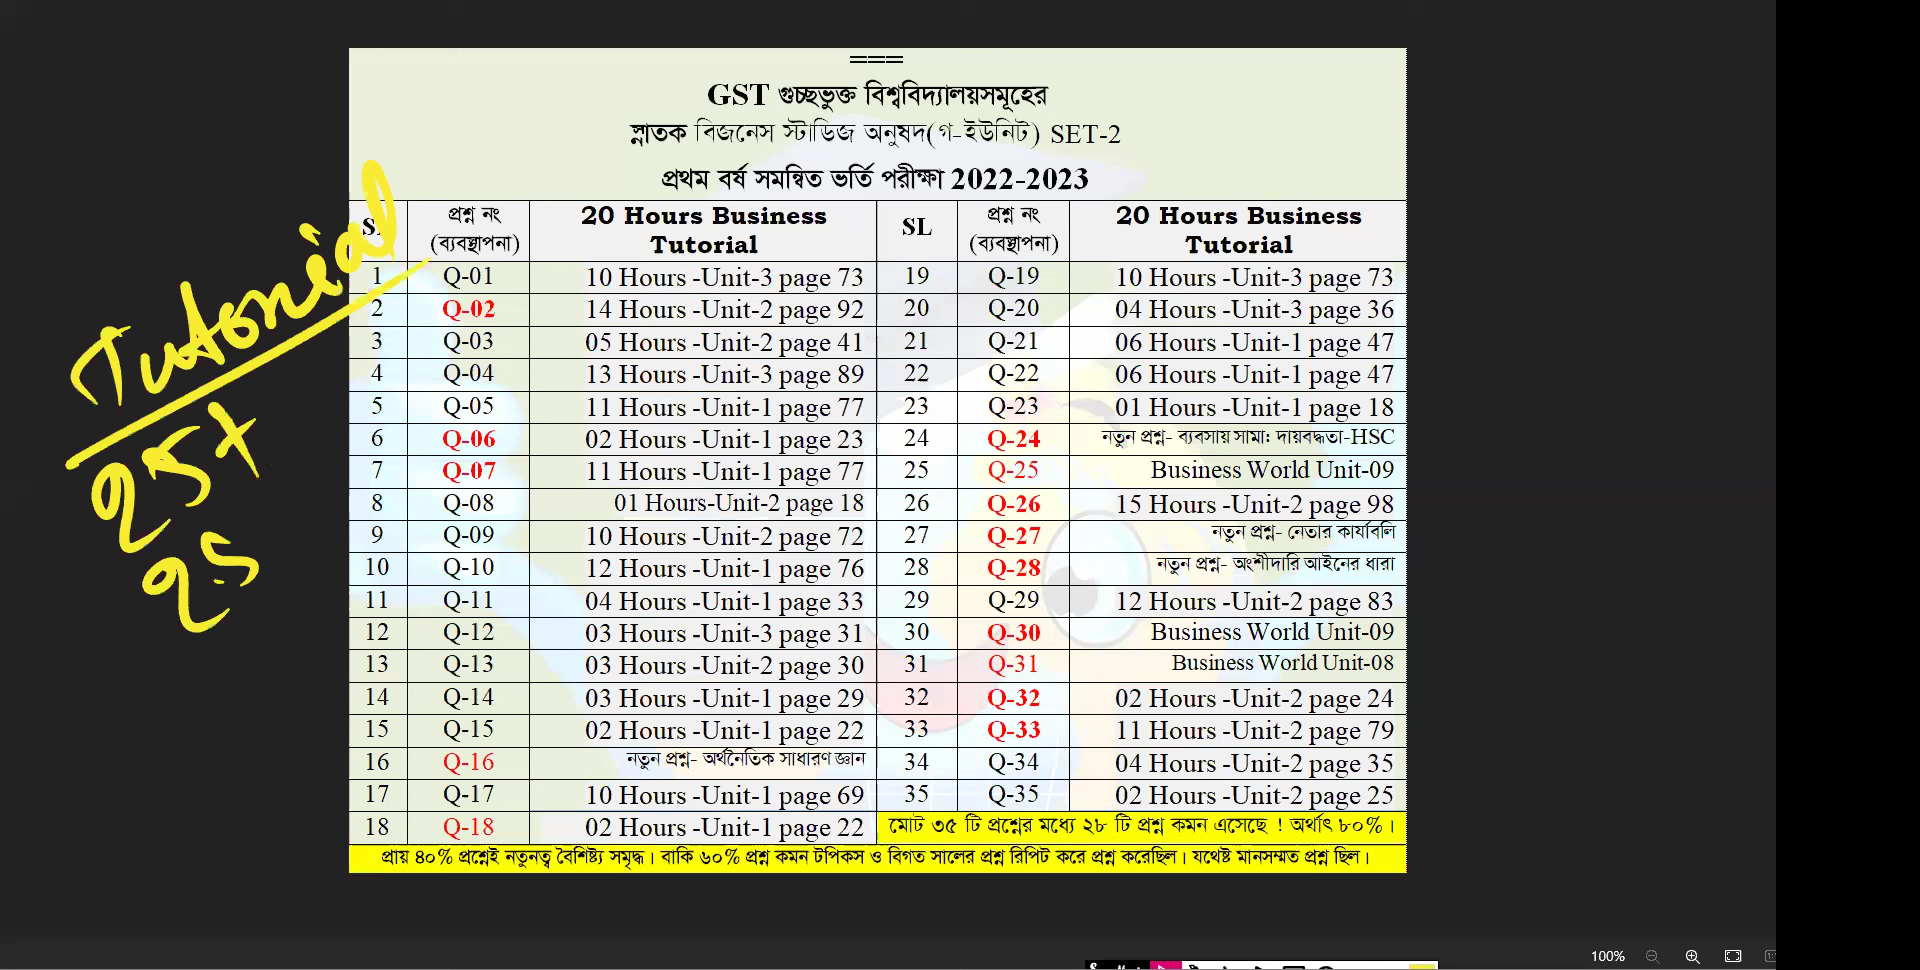 ===
GST গুচ্ছভুক্ত বিশ্ববিদ্যালয়সমূহের
স্নাতক বিজনেস স্টাডিজ অনুষদ(গ-ইউনিট) SET-2
প্রথম বর্ষ সমন্বিত ভর্তি পরীক্ষা 2022-2023
প্রশ্ন নং (ব্যবস্থাপনা) 20 Hours Business Tutorial SL প্রশ্ন নং (ব্যবস্থাপনা) 20 Hours Business Tutorial
1 Q-01 10 Hours -Unit-3 page 73 19 Q-19 10 Hours -Unit-3 page 73
2 Q-02 14 Hours -Unit-2 page 92 20 Q-20 04 Hours -Unit-3 page 36
3 Q-03 05 Hours -Unit-2 page 41 21 Q-21 06 Hours -Unit-1 page 47
4 Q-04 13 Hours -Unit-3 page 89 22 Q-22 06 Hours -Unit-1 page 47
5 Q-05 11 Hours -Unit-1 page 77 23 Q-23 01 Hours -Unit-1 page 18
6 Q-06 02 Hours -Unit-1 page 23 24 Q-24 নতুন প্রশ্ন- ব্যবসায় সামা: দায়বদ্ধতা-HSC
7 Q-07 11 Hours -Unit-1 page 77 25 Q-25 Business World Unit-09
8 Q-08 01 Hours-Unit-2 page 18 26 Q-26 15 Hours -Unit-2 page 98
9 Q-09 10 Hours -Unit-2 page 72 27 Q-27 নতুন প্রশ্ন- নেতার কার্যাবলি
10 Q-10 12 Hours -Unit-1 page 76 28 Q-28 নতুন প্রশ্ন- অংশীদারি আইনের ধারা
11 Q-11 04 Hours -Unit-1 page 33 29 Q-29 12 Hours -Unit-2 page 83
12 Q-12 03 Hours -Unit-3 page 31 30 Q-30 Business World Unit-09
13 Q-13 03 Hours -Unit-2 page 30 31 Q-31 Business World Unit-08
14 Q-14 03 Hours -Unit-1 page 29 32 Q-32 02 Hours -Unit-2 page 24
15 Q-15 02 Hours -Unit-1 page 22 33 Q-33 11 Hours -Unit-2 page 79
16 Q-16 নতুন প্রশ্ন- অর্থনৈতিক সাধারণ জ্ঞান 34 Q-34 04 Hours -Unit-2 page 35
17 Q-17 10 Hours -Unit-1 page 69 35 Q-35 02 Hours -Unit-2 page 25
18 Q-18 02 Hours -Unit-1 page 22 মোট ৩৫ টি প্রশ্নের মধ্যে ২৮ টি প্রশ্ন কমন এসেছে ! অর্থাৎ ৮০%।
প্রায় ৪০% প্রশ্নেই নতুনত্ব বৈশিষ্ট্য সমৃদ্ধ। বাকি ৬০% প্রশ্ন কমন টপিকস ও বিগত সালের প্রশ্ন রিপিট করে প্রশ্ন করেছিল। যথেষ্ট মানসম্মত প্রশ্ন ছিল।
Tutorial
100%